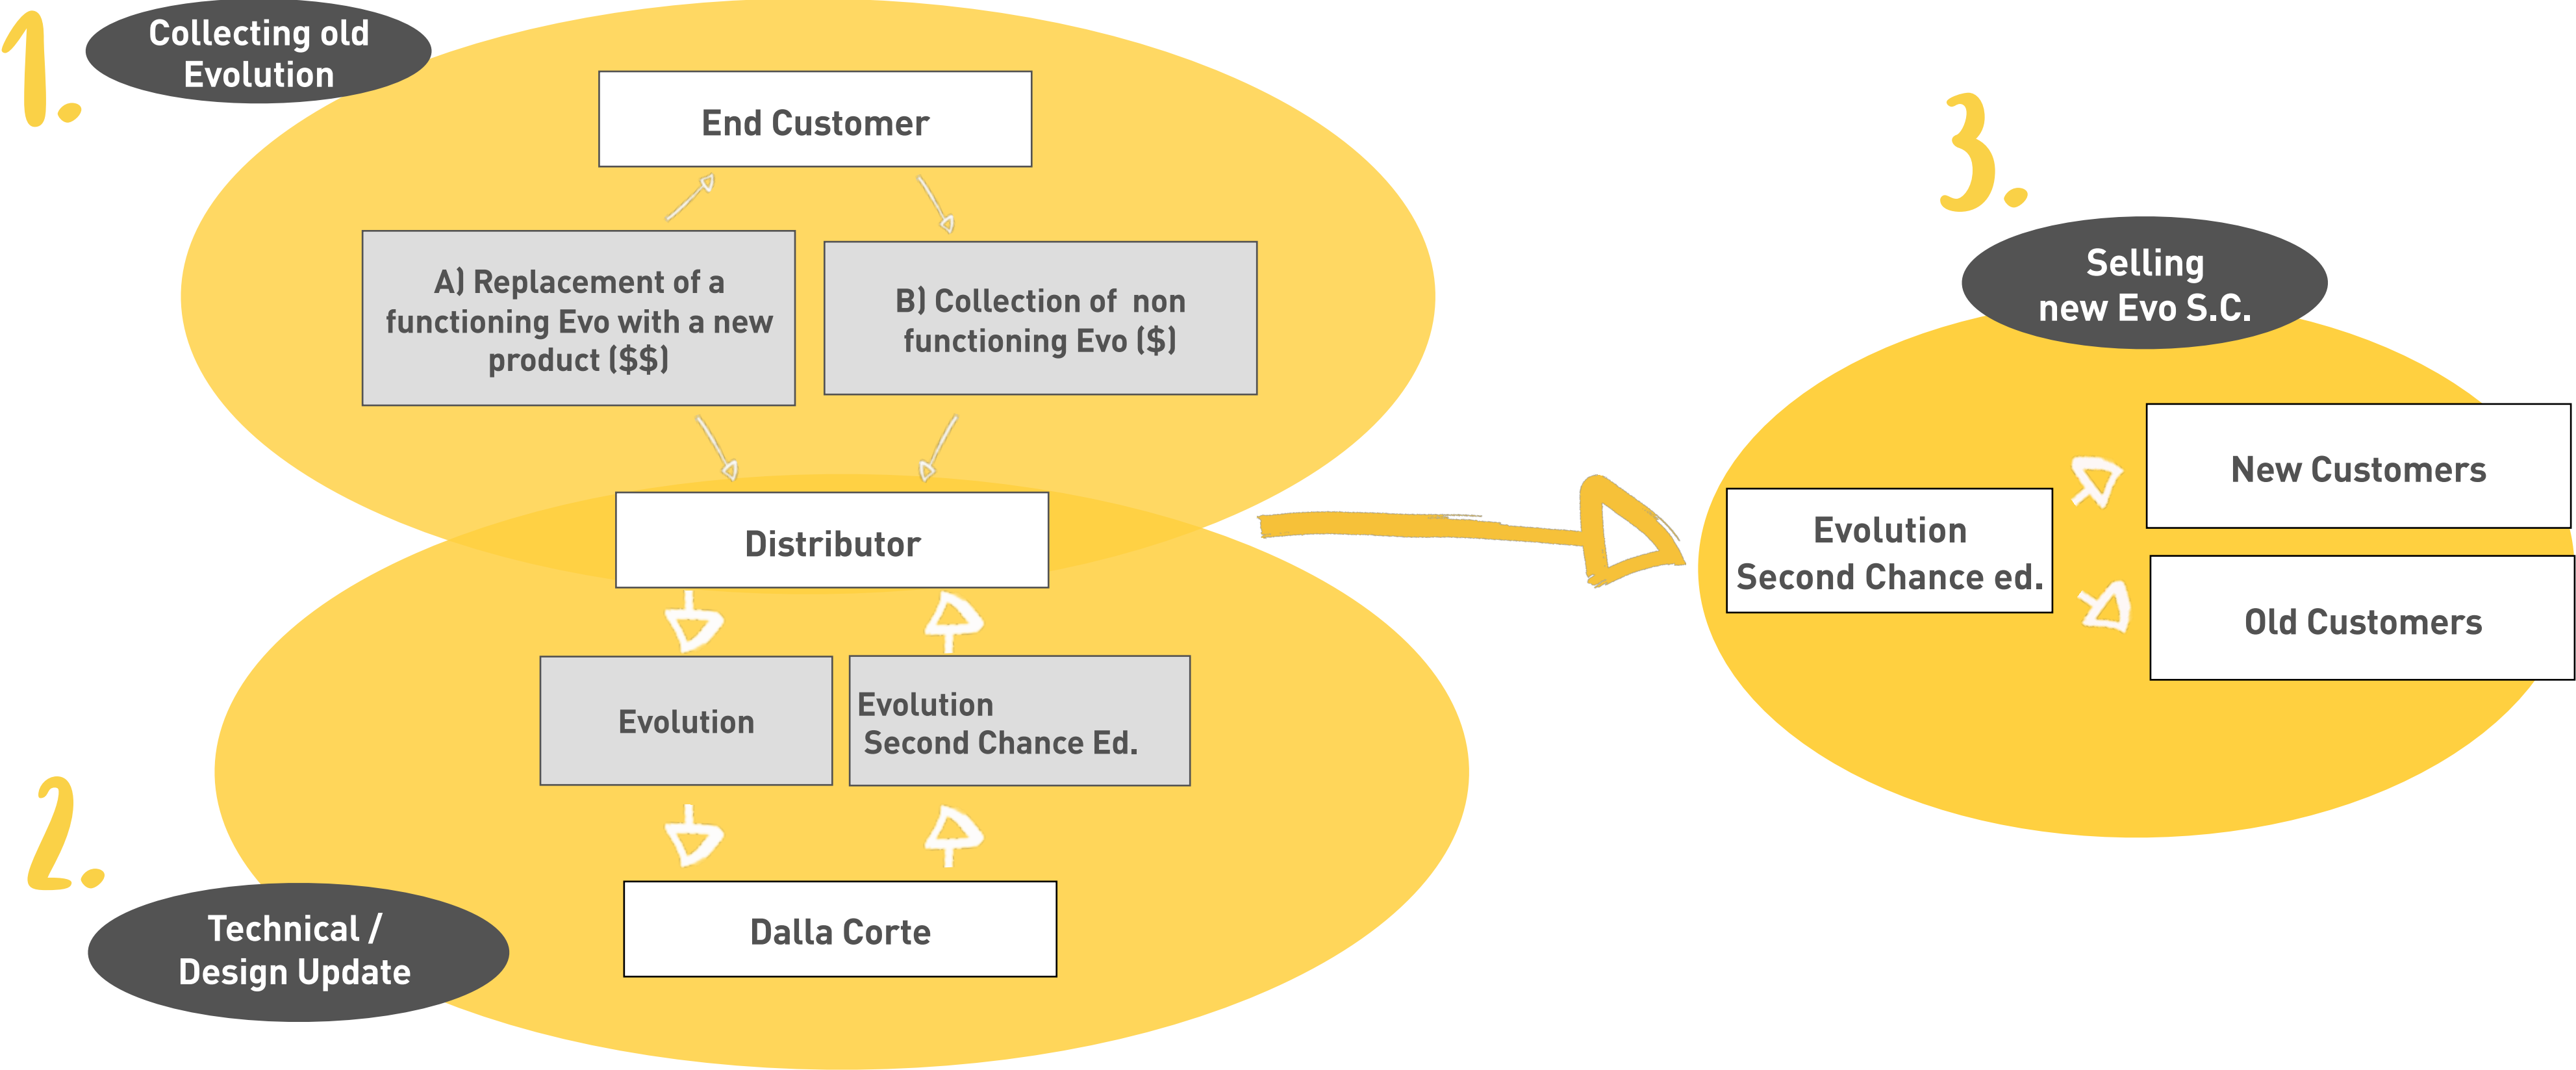 1.
Collecting old
Evolution
End Customer
A) Replacement of a
functioning Evo with a new
product ($$)
B) Collection of non
functioning Evo ($)
Distributor
Evolution
Evolution
Second Chance Ed.
Dalla Corte
2.
Technical /
Design Update
3.
Selling
new Evo S.C.
Evolution
Second Chance ed.
New Customers
Old Customers